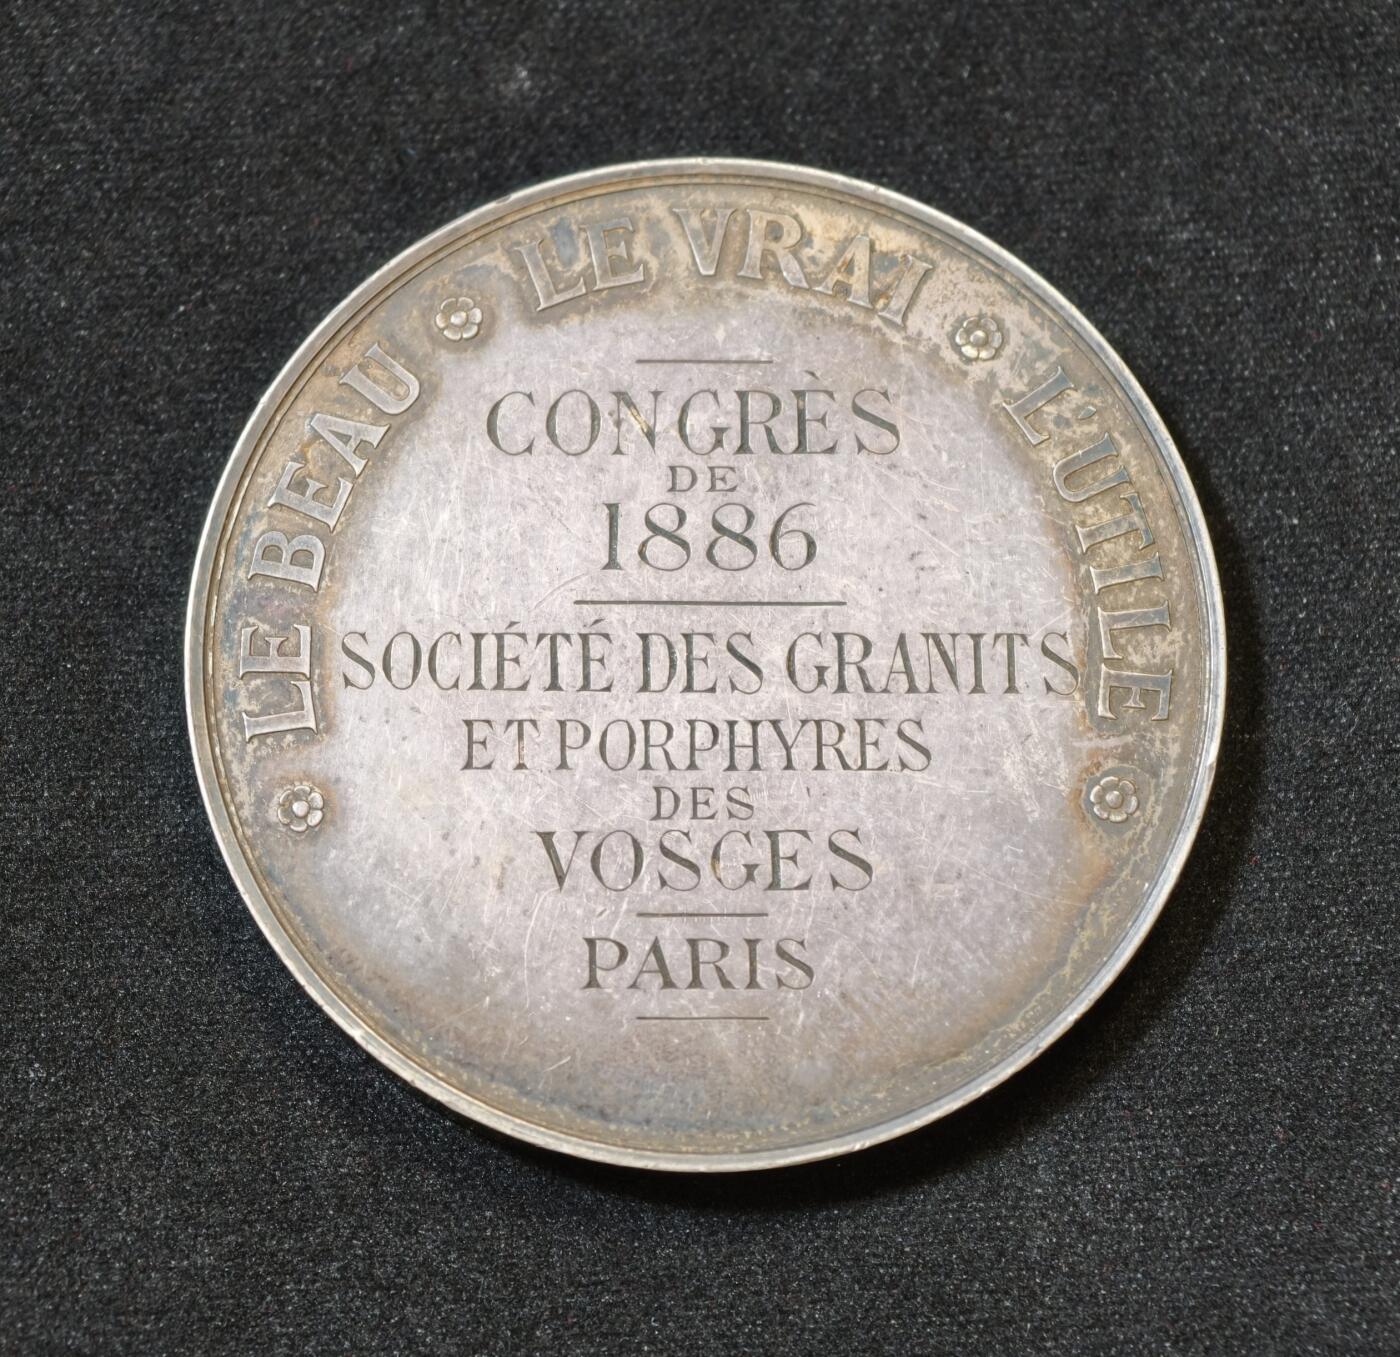 LE BEAU LE VRAI L'UTILE
CONGRÈS
DE
1886
SOCIÉTÉ DES GRANITS
ET PORPHYRES
DES
VOSGES
PARIS